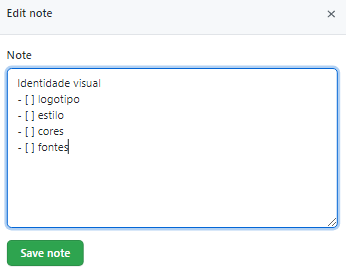 Edit note
×
Note
Identidade visual
- [ ] logotipo
- [ ] estilo
- [ ] cores
- [ ] fontes
Save note